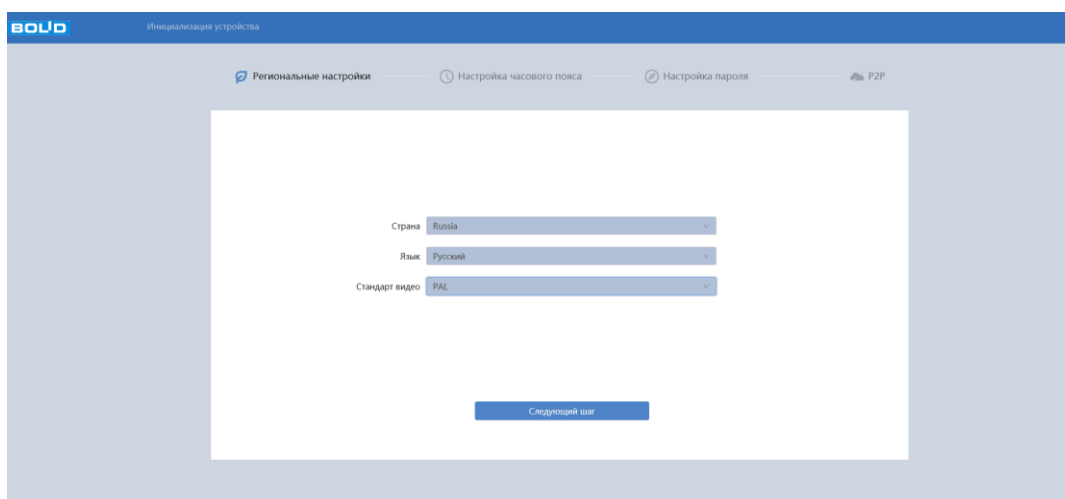 BOLID Инициализация устройства
Региональные настройки Настройка часового пояса Настройка пароля P2P
Страна Russia
Язык Русский
Стандарт видео PAL
Следующий шаг